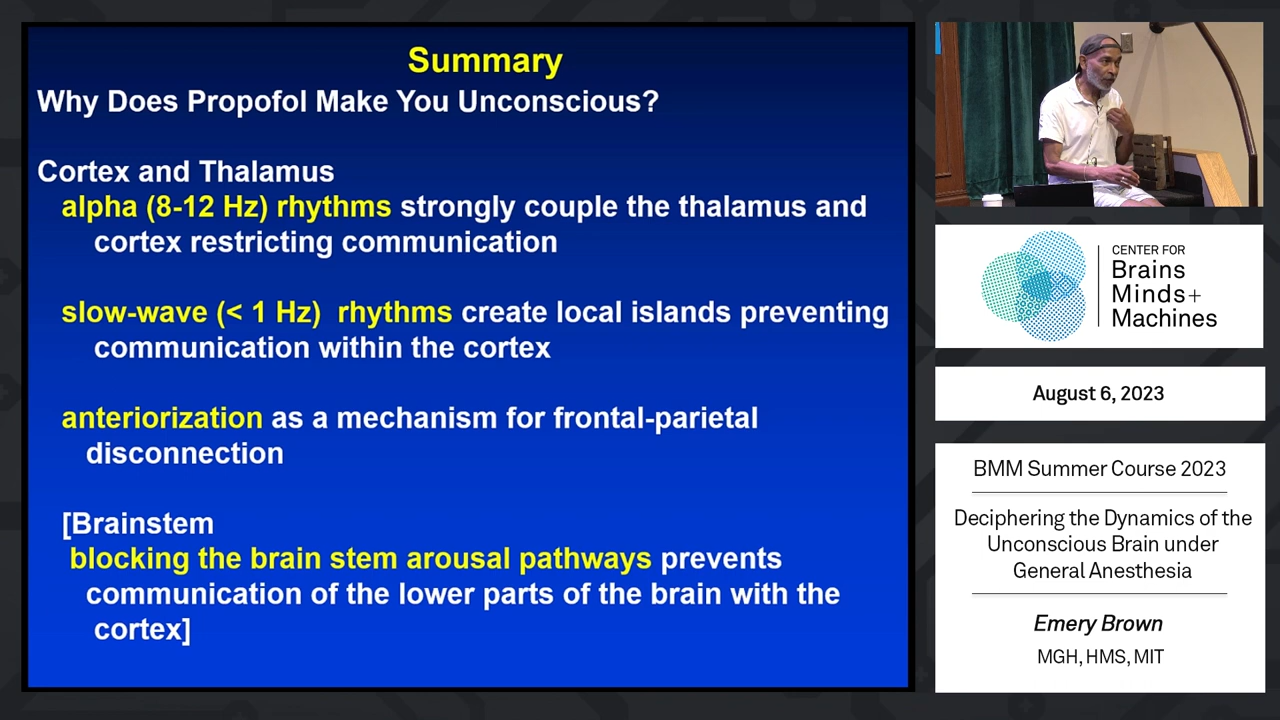 Summary
Why Does Propofol Make You Unconscious?
Cortex and Thalamus
alpha (8-12 Hz) rhythms strongly couple the thalamus and
cortex restricting communication
slow-wave (< 1 Hz)  rhythms create local islands preventing
communication within the cortex
anteriorization as a mechanism for frontal-parietal
disconnection
[Brainstem
blocking the brain stem arousal pathways prevents
communication of the lower parts of the brain with the
cortex]
CENTER FOR
Brains
Minds+
Machines
August 6, 2023
BMM Summer Course 2023
Deciphering the Dynamics of the
Unconscious Brain under
General Anesthesia
Emery Brown
MGH, HMS, MIT